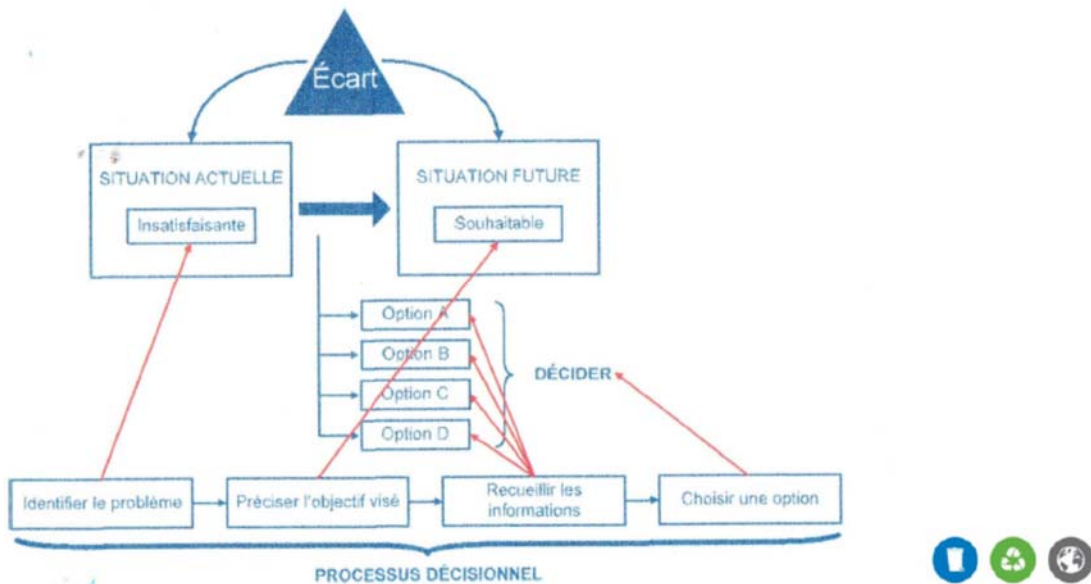 Écart
SITUATION ACTUELLE
Insatisfaisante
SITUATION FUTURE
Souhaitable
Option A
Option B
Option C
Option D
DÉCIDER
Identifier le problème
Préciser l'objectif visé
Recueillir les
informations
Choisir une option
PROCESSUS DÉCISIONNEL